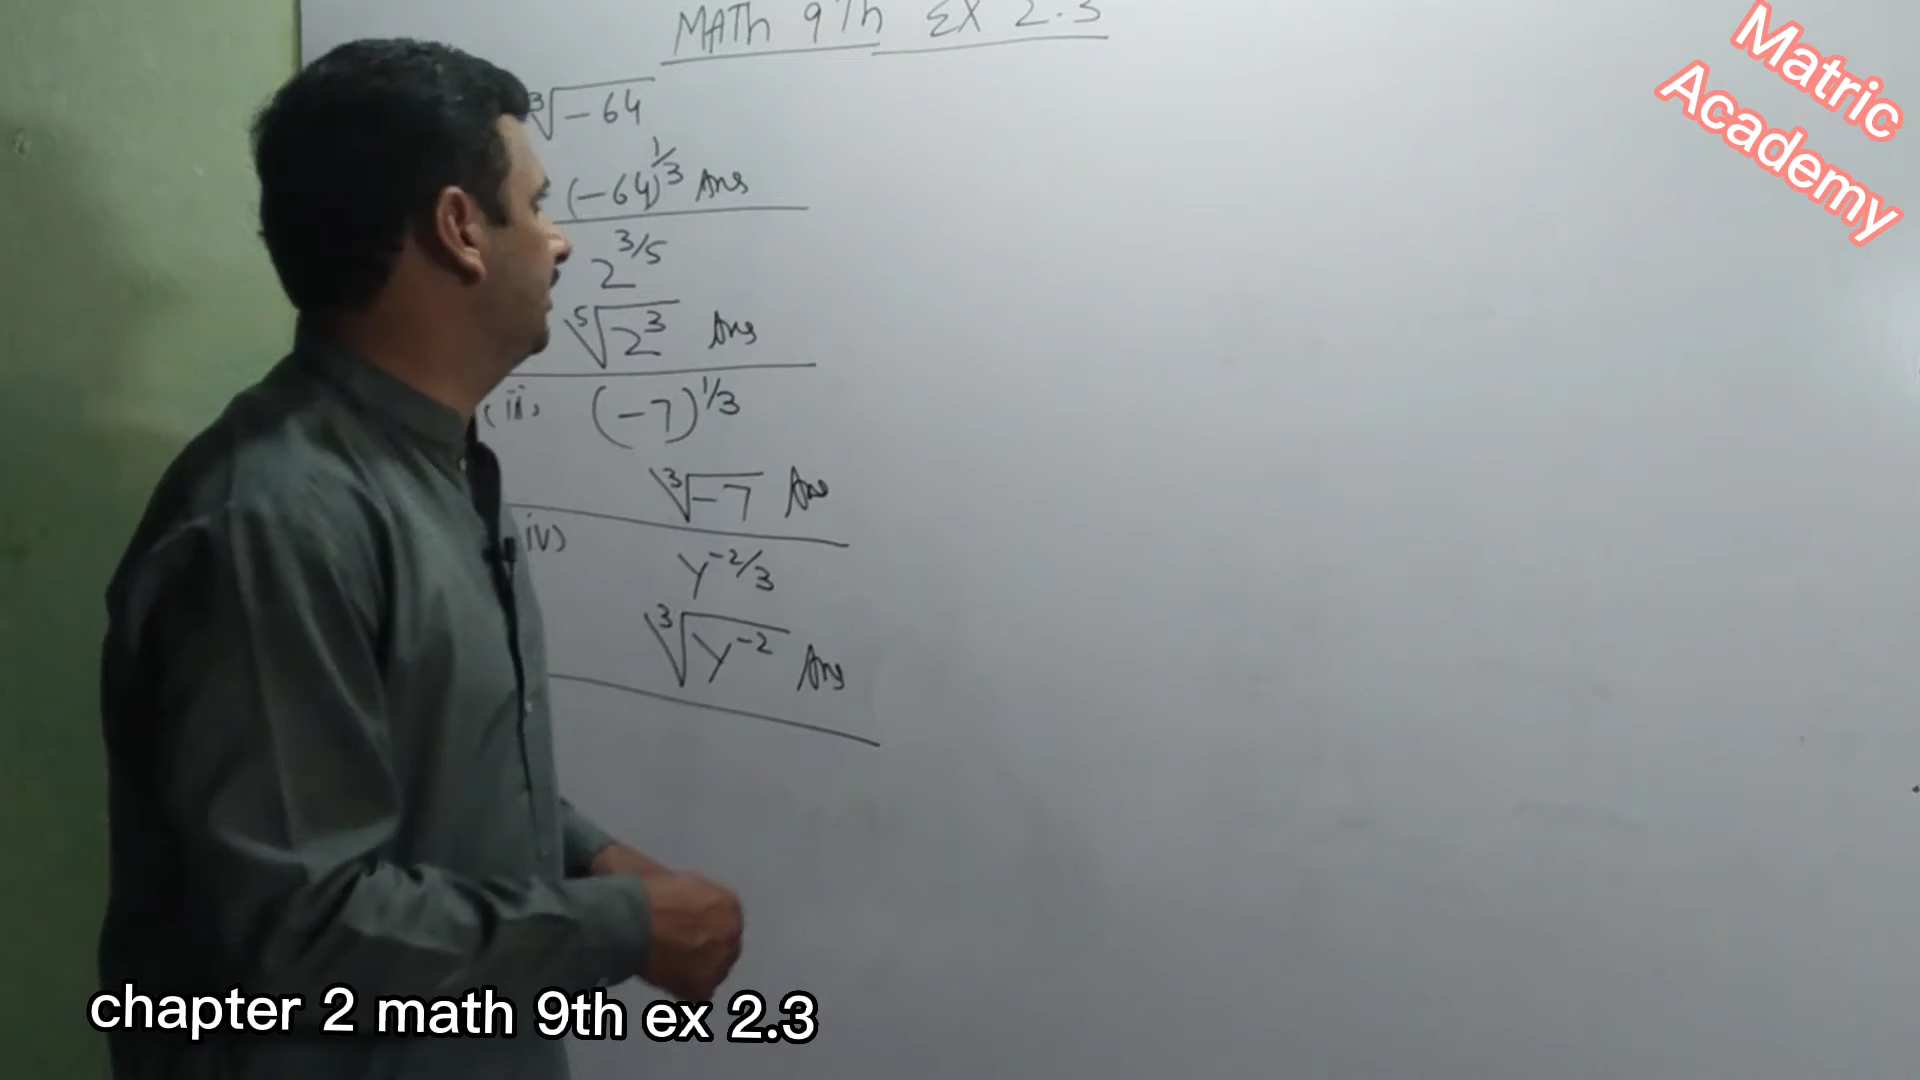 MATH 9Th EX 2.3
∛-64
(-64)^1/3 Ans
2^3/5
⁵√2³ Ans
(ii) (-7)^1/3
∛-7 Ans
iv) y^-2/3
∛y^-2 Ans
Matric
Academy
chapter 2 math 9th ex 2.3